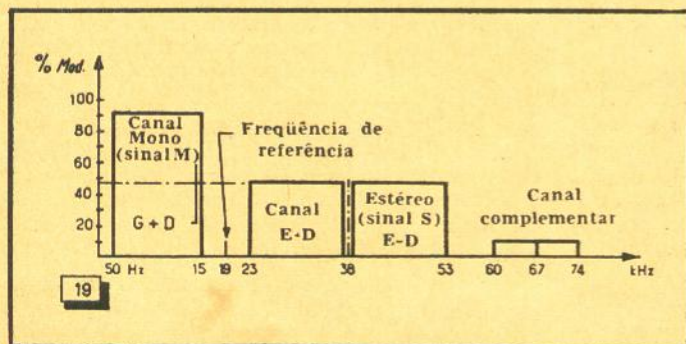 % Mod.
100
80
60
40
20
Canal
Mono
(sinal M)
G + D
Freqüência de
referência
Canal
E-D
Estéreo
(sinal S)
E-D
Canal
complementar
50 Hz 15 19 23 38 53 60 67 74 kHz
19